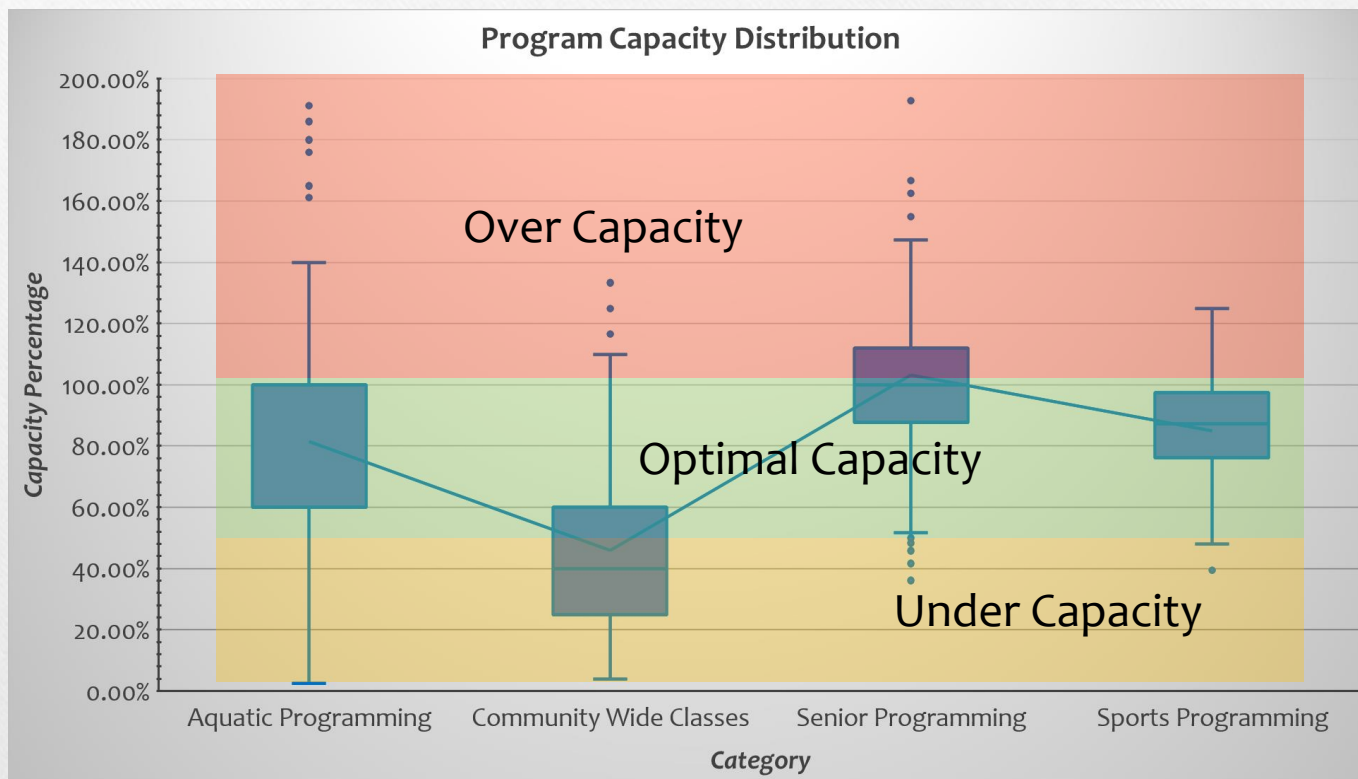 Program Capacity Distribution
200.00%
180.00%
160.00%
140.00%
120.00%
100.00%
80.00%
60.00%
40.00%
20.00%
0.00%
Capacity Percentage
Over Capacity
Optimal Capacity
Under Capacity
Aquatic Programming
Community Wide Classes
Senior Programming
Sports Programming
Category